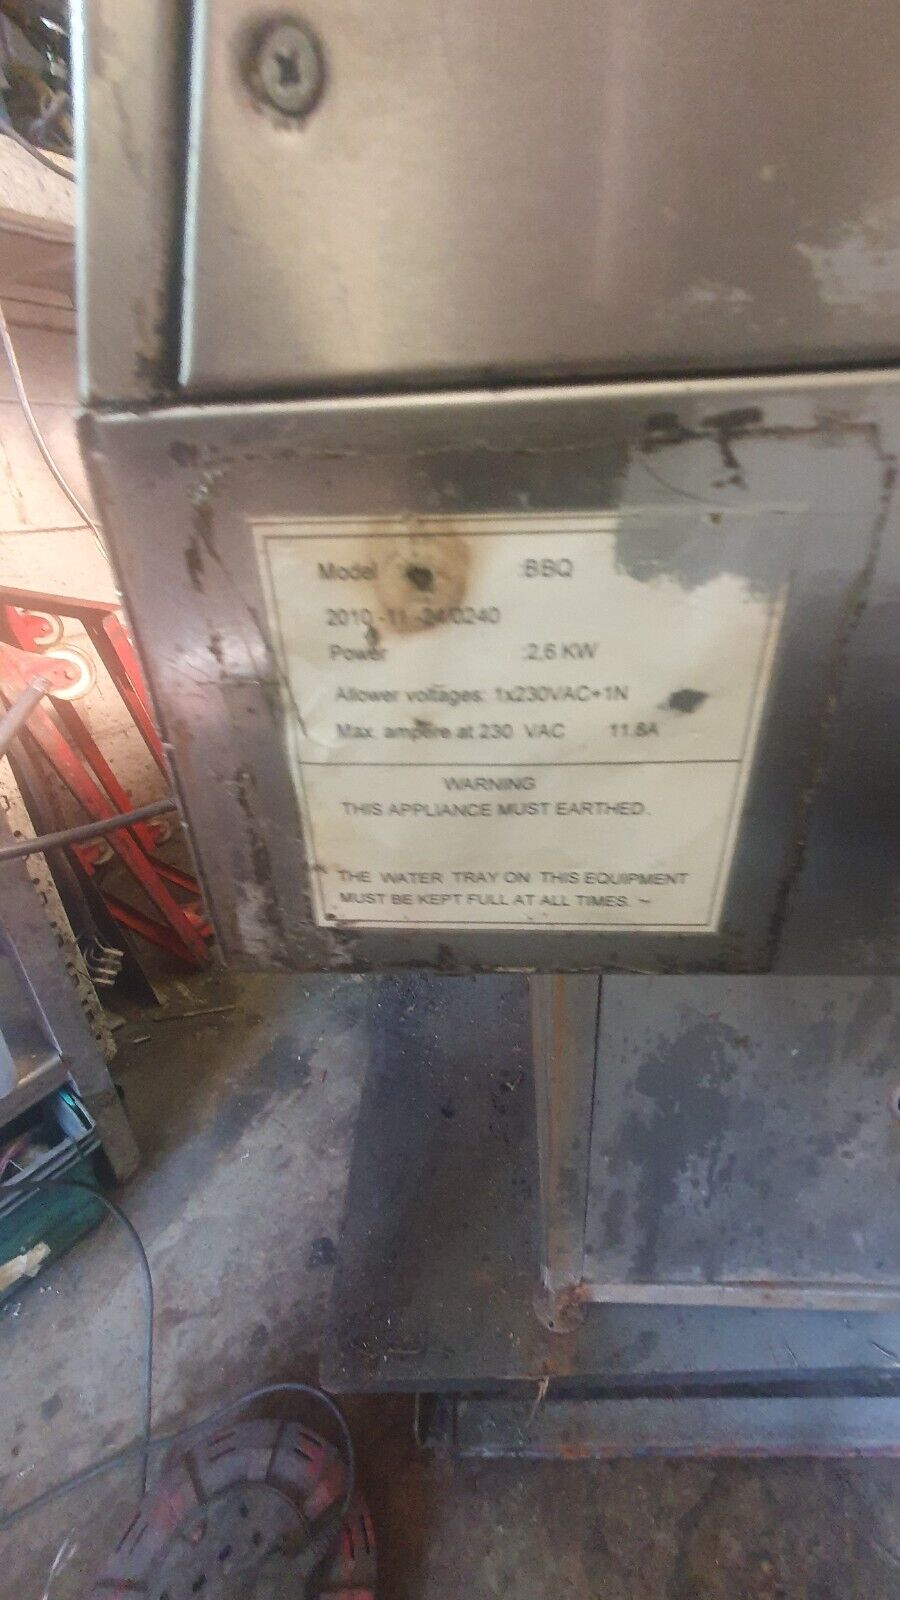 Model :BBQ
2010 -11 -24/0240
Power :2,6 KW
Allower voltages: 1x230VAC+1N
Max. ampere at 230 VAC 11.8A
WARNING
THIS APPLIANCE MUST EARTHED.
THE WATER TRAY ON THIS EQUIPMENT
MUST BE KEPT FULL AT ALL TIMES. ~